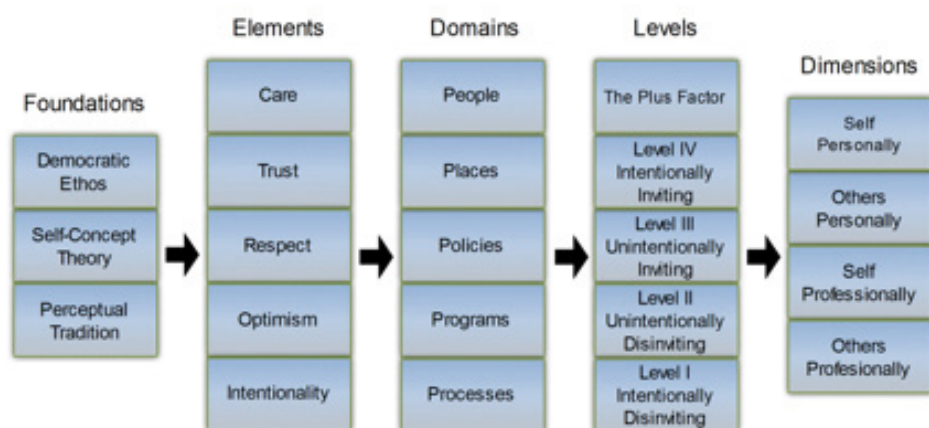 Foundations
Democratic
Ethos
Self-Concept
Theory
Perceptual
Tradition
Elements
Care
Trust
Respect
Optimism
Intentionality
Domains
People
Places
Policies
Programs
Processes
Levels
The Plus Factor
Level IV
Intentionally
Inviting
Level III
Unintentionally
Inviting
Level II
Unintentionally
Disinviting
Level I
Intentionally
Disinviting
Dimensions
Self
Personally
Others
Personally
Self
Professionally
Others
Profesionally